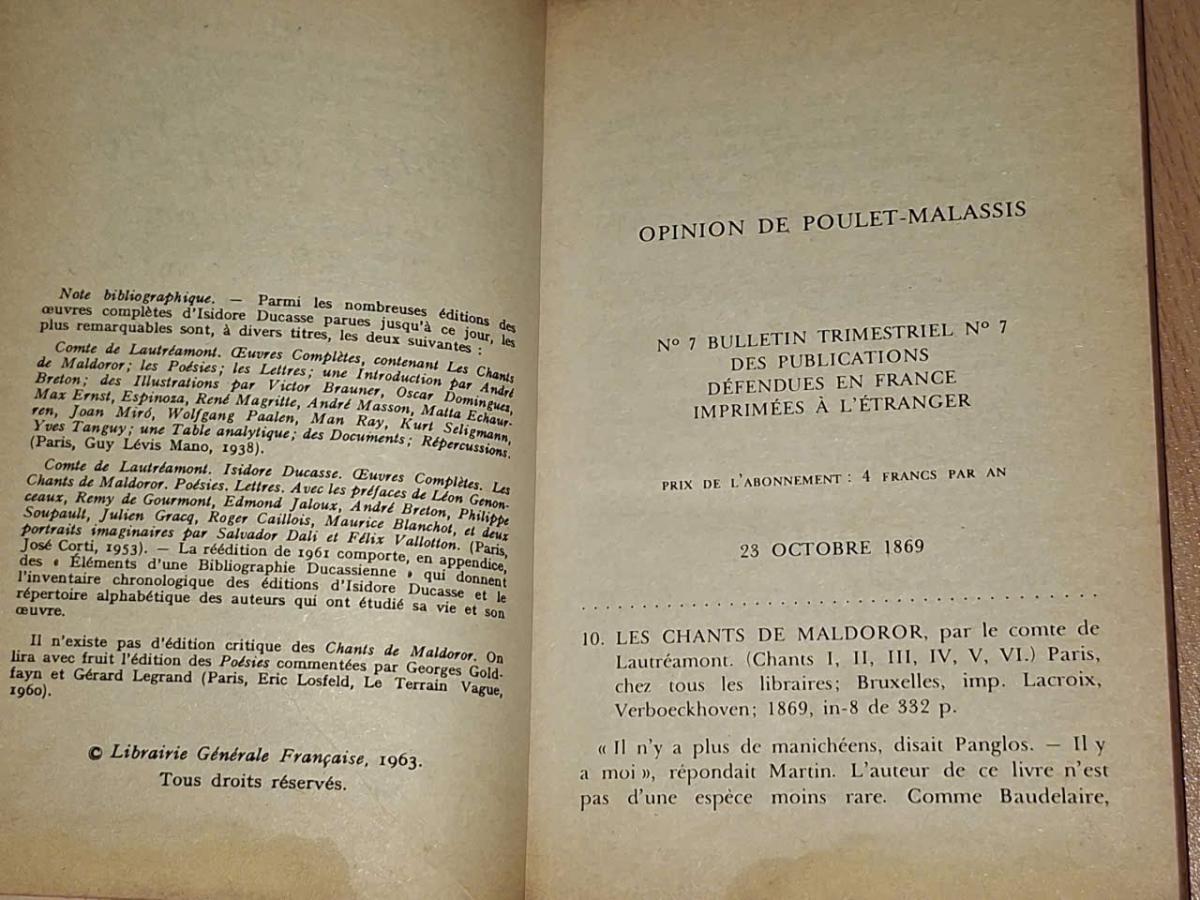 Note bibliographique. — Parmi les nombreuses éditions des
œuvres complètes d'Isidore Ducasse parues jusqu'à ce jour, les
plus remarquables sont, à divers titres, les deux suivantes :
Comte de Lautréamont. Œuvres Complètes, contenant Les Chants
de Maldoror; les Poésies; les Lettres; une Introduction par André
Breton; des Illustrations par Victor Brauner, Oscar Domingues,
Max Ernst, Espinoza, René Magritte, André Masson, Matta Echaur-
ren, Joan Miró, Wolfgang Paalen, Man Ray, Kurt Seligmann,
Yves Tanguy; une Table analytique; des Documents; Répercussions.
(Paris, Guy Lévis Mano, 1938).
Comte de Lautréamont. Isidore Ducasse. Œuvres Complètes. Les
Chants de Maldoror. Poésies. Lettres. Avec les préfaces de Léon Genon-
ceaux, Remy de Gourmont, Edmond Jaloux, André Breton, Philippe
Soupault, Julien Gracq, Roger Caillois, Maurice Blanchot, et deux
portraits imaginaires par Salvador Dali et Félix Vallotton. (Paris,
José Corti, 1953). — La réédition de 1961 comporte, en appendice,
des « Éléments d'une Bibliographie Ducassienne » qui donnent
l'inventaire chronologique des éditions d'Isidore Ducasse et le
répertoire alphabétique des auteurs qui ont étudié sa vie et son
œuvre.
Il n'existe pas d'édition critique des Chants de Maldoror. On
lira avec fruit l'édition des Poésies commentées par Georges Gold-
fayn et Gérard Legrand (Paris, Eric Losfeld, Le Terrain Vague,
1960).
© Librairie Générale Française, 1963.
Tous droits réservés.
OPINION DE POULET-MALASSIS
Nº 7 BULLETIN TRIMESTRIEL Nº 7
DES PUBLICATIONS
DÉFENDUES EN FRANCE
IMPRIMÉES À L'ÉTRANGER
PRIX DE L'ABONNEMENT : 4 FRANCS PAR AN
23 OCTOBRE 1869
. . . . . . . . . . . . . . . . . . . . . . . . . . . . . . . . . . . . . .
10. LES CHANTS DE MALDOROR, par le comte de
Lautréamont. (Chants I, II, III, IV, V, VI.) Paris,
chez tous les libraires; Bruxelles, imp. Lacroix,
Verboeckhoven; 1869, in-8 de 332 p.
« Il n'y a plus de manichéens, disait Panglos. — Il y
a moi », répondait Martin. L'auteur de ce livre n'est
pas d'une espèce moins rare. Comme Baudelaire,